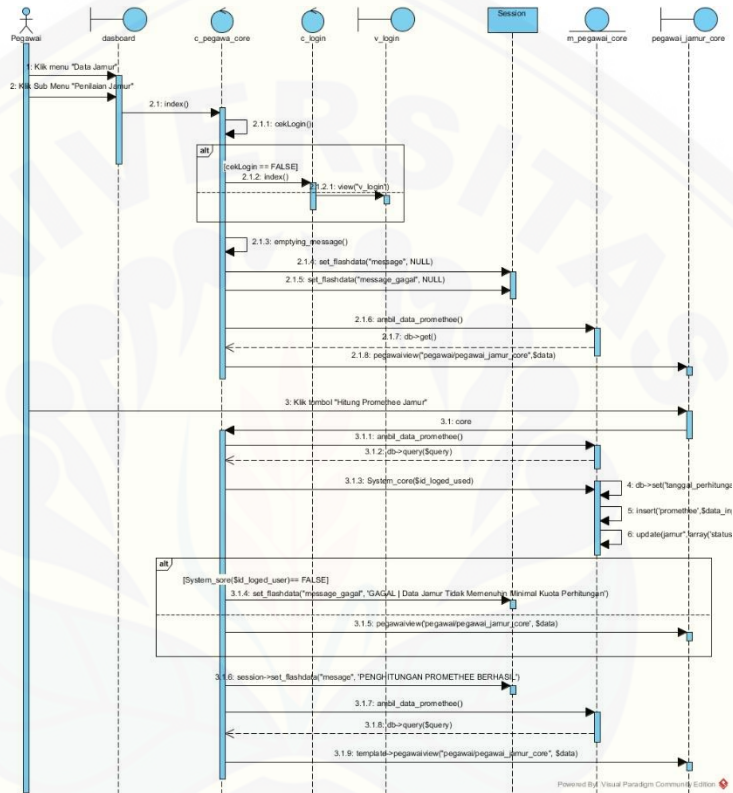 Session
Pegawai
dasboard
c_pegawa_core
c_login
v_login
m_pegawai_core
pegawai_jamur_core
1: Klik menu "Data Jamur"
2: Klik Sub Menu "Penilaian Jamur"
2.1: index()
2.1.1: cekLogin()
alt
[cekLogin == FALSE]
2.1.2: index()
2.1.2.1: view("v_login")
2.1.3: emptying_message()
2.1.4: set_flashdata("message", NULL)
2.1.5: set_flashdata("message_gagal", NULL)
2.1.6: ambil_data_promethee()
2.1.7: db->get()
2.1.8: pegawaiview("pegawai/pegawai_jamur_core",$data)
3: Klik tombol "Hitung Promethee Jamur"
3.1: core
3.1.1: ambil_data_promethee()
3.1.2: db->query($query)
3.1.3: System_core($id_loged_used)
4: db->set('tanggal_perhitunga
5: insert('promethee',$data_in
6: update(jamur",array('status
alt
[System_sore($id_loged_user)== FALSE]
3.1.4: set_flashdata("message_gagal", 'GAGAL | Data Jamur Tidak Memenuhin Minimal Kuota Perhitungan')
3.1.5: pegawaiview('pegawai/pegawai_jamur_core', $data)
3.1.6: session->set_flashdata("mesage", 'PENGHITUNGAN PROMETHEE BERHASIL')
3.1.7: ambil_data_promethee()
3.1.8: db->query($query)
3.1.9: template->pegawaiview("pegawai/pegawai_jamur_core", $data)
Powered By Visual Paradigm Community Edition
UNIVERSITAS